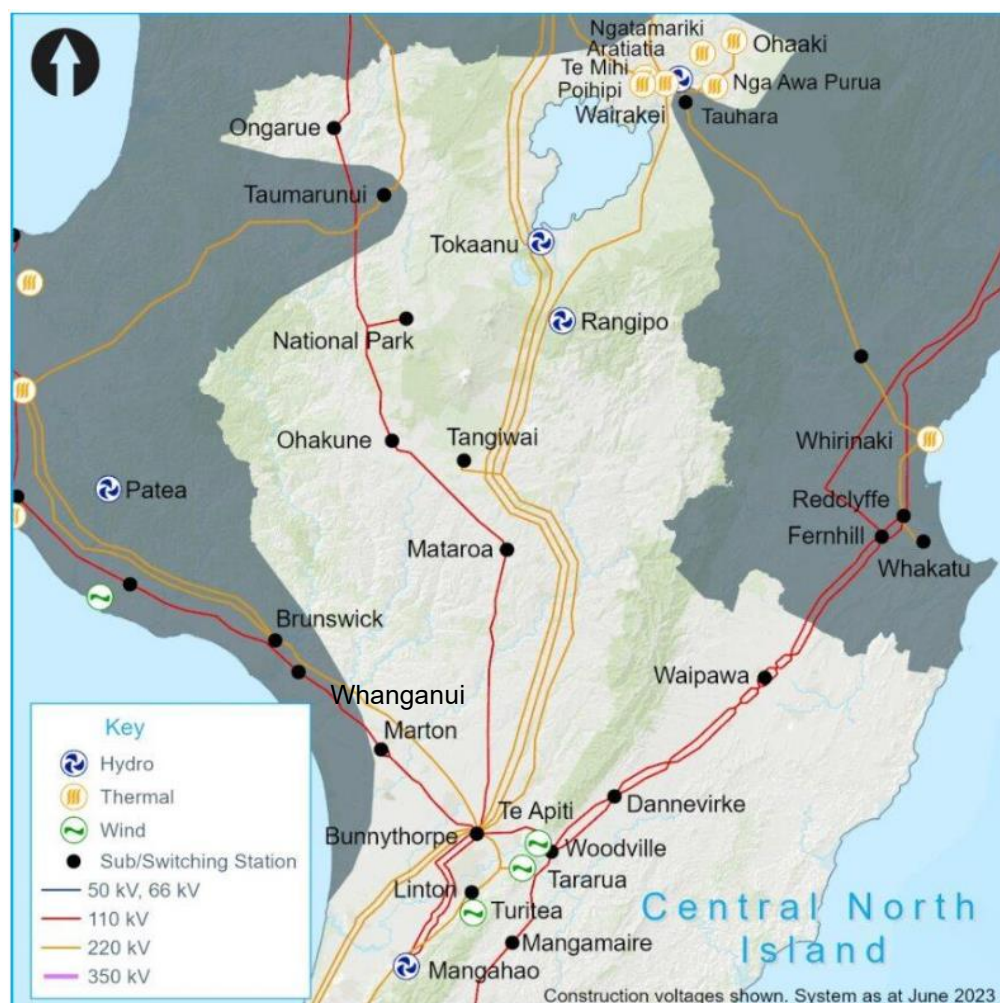 Ngatamariki
Aratiatia
Ohaaki
Te Mihi
Poihipi
Nga Awa Purua
Wairakei
Tauhara
Ongarue
Taumarunui
Tokaanu
National Park
Rangipo
Ohakune
Tangiwai
Whirinaki
Patea
Redclyffe
Fernhill
Mataroa
Whakatu
Brunswick
Waipawa
Whanganui
Marton
Key
Hydro
Thermal
Wind
Sub/Switching Station
50 kV, 66 kV
110 kV
220 kV
350 kV
Te Apiti
Dannevirke
Bunnythorpe
Woodville
Tararua
Linton
Turitea
Mangamaire
Mangahao
Central North
Island
Construction voltages shown. System as at June 2023